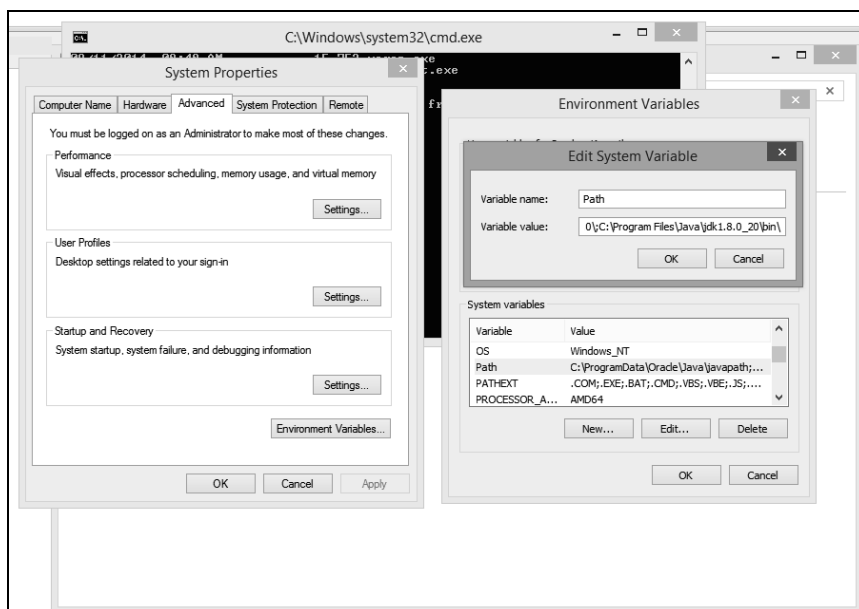 C:\Windows\system32\cmd.exe
System Properties
Computer Name Hardware Advanced System Protection Remote
You must be logged on as an Administrator to make most of these changes.
Performance
Visual effects, processor scheduling, memory usage, and virtual memory
Settings...
User Profiles
Desktop settings related to your sign-in
Settings...
Startup and Recovery
System startup, system failure, and debugging information
Settings...
Environment Variables...
OK Cancel Apply
Environment Variables
Edit System Variable
Variable name: Path
Variable value: 0\;C:\Program Files\Java\jdk1.8.0_20\bin\
OK Cancel
System variables
Variable Value
OS Windows_NT
Path C:\ProgramData\Oracle\Java\javapath;...
PATHEXT .COM;.EXE;.BAT;.CMD;.VBS;.VBE;.JS;....
PROCESSOR_A... AMD64
New... Edit... Delete
OK Cancel